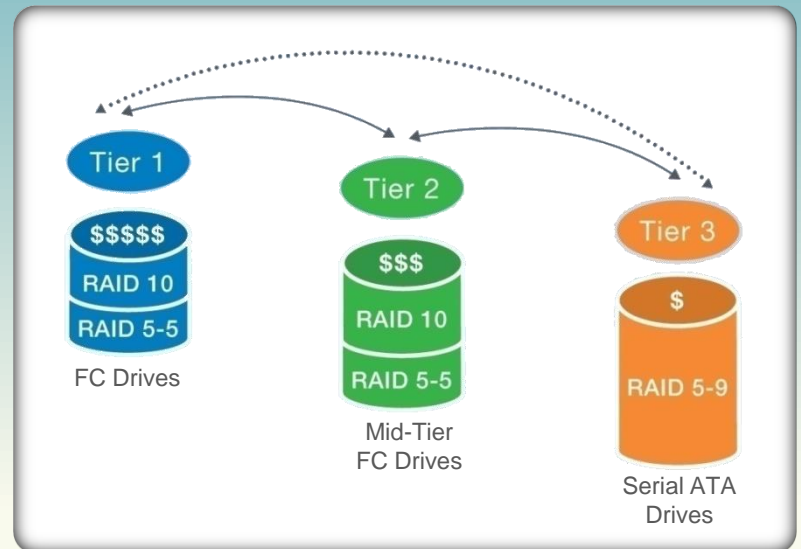 Tier 1
$$$$$
RAID 10
RAID 5-5
FC Drives
Tier 2
$$$
RAID 10
RAID 5-5
Mid-Tier
FC Drives
Tier 3
$
RAID 5-9
Serial ATA
Drives